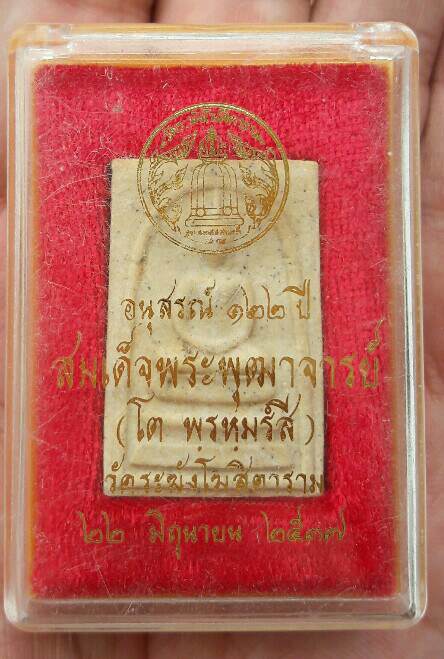 อนุสรณ์ ๑๒๒ ปี
สมเด็จพระพุฒาจารย์
(โต พฺรหฺมรํสี)
วัดระฆังโฆสิตาราม
๒๒ มิถุนายน ๒๕๓๗